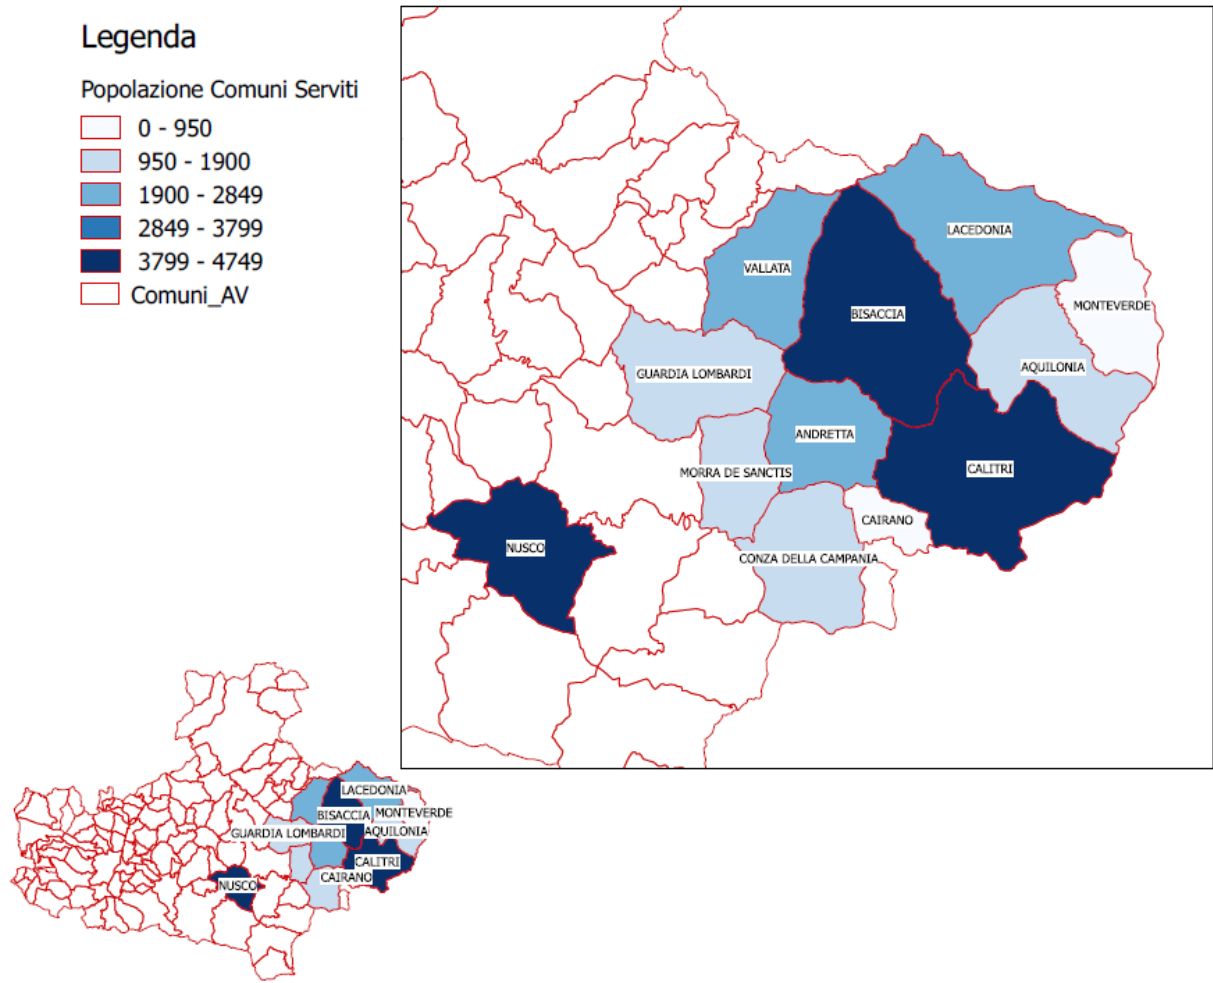 Legenda
Popolazione Comuni Serviti
0 - 950
950 - 1900
1900 - 2849
2849 - 3799
3799 - 4749
Comuni_AV
LACEDONIA
VALLATA
MONTEVERDE
BISACCIA
AQUILONIA
GUARDIA LOMBARDI
ANDRETTA
CALITRI
MORRA DE SANCTIS
CAIRANO
NUSCO
CONZA DELLA CAMPANIA
LACEDONIA
BISACCIA
MONTEVERDE
GUARDIA LOMBARDI
AQUILONIA
CALITRI
CAIRANO
NUSCO